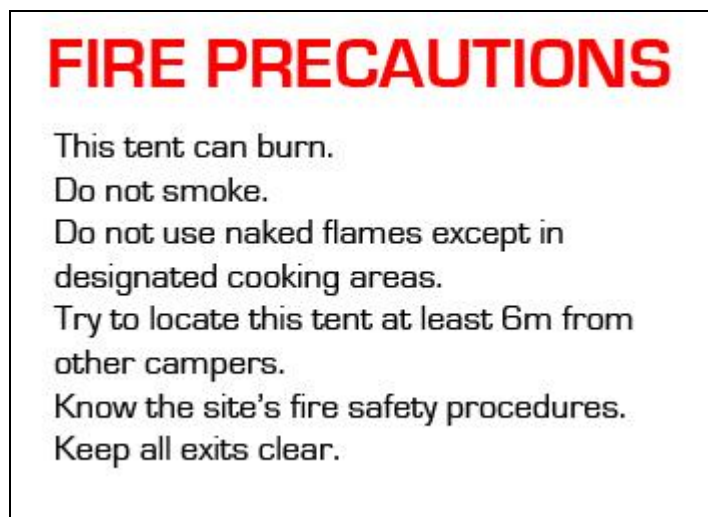 FIRE PRECAUTIONS
This tent can burn.
Do not smoke.
Do not use naked flames except in
designated cooking areas.
Try to locate this tent at least 6m from
other campers.
Know the site's fire safety procedures.
Keep all exits clear.